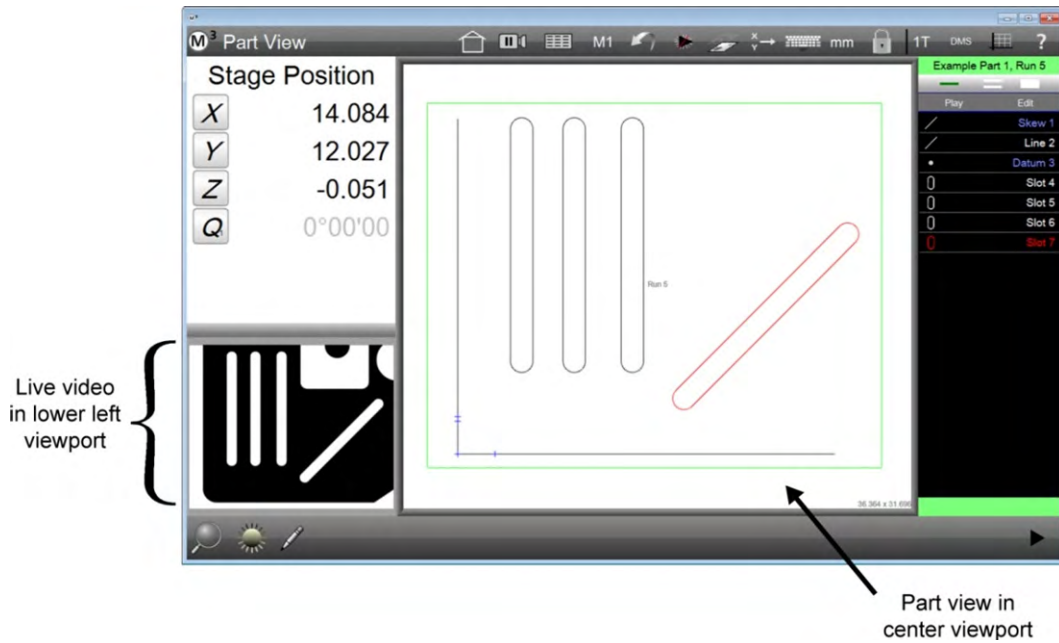 M3 Part View
M1
X
Y
mm
1T
DMS
?
Stage Position
X 14.084
Y 12.027
Z -0.051
Q 0°00'00
Example Part 1, Run 5
Play Edit
Skew 1
Line 2
Datum 3
Slot 4
Slot 5
Slot 6
Slot 7
Run 5
36.364 x 31.696
Live video
in lower left
viewport
Part view in
center viewport